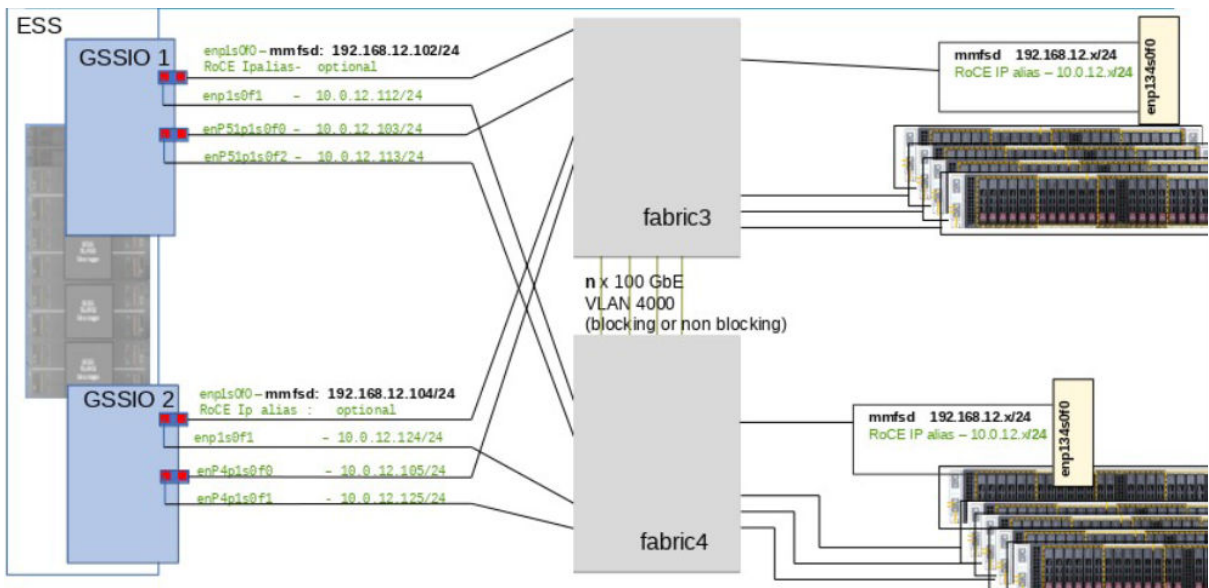 ESS
GSSIO 1
enp1s0f0 – mmfsd: 192.168.12.102/24
RoCE Ipalias- optional
enp1s0f1 – 10.0.12.112/24
enP51p1s0f0 – 10.0.12.103/24
enP51p1s0f2 – 10.0.12.113/24
GSSIO 2
enp1s0f0 – mmfsd: 192.168.12.104/24
RoCE Ip alias : optional
enp1s0f1 – 10.0.12.124/24
enP4p1s0f0 – 10.0.12.105/24
enP4p1s0f1 – 10.0.12.125/24
fabric3
n x 100 GbE
VLAN 4000
(blocking or non blocking)
fabric4
mmfsd 192.168.12.x/24
RoCE IP alias – 10.0.12.x/24
enp134s0f0
mmfsd 192.168.12.x/24
RoCE IP alias – 10.0.12.x/24
enp134s0f0